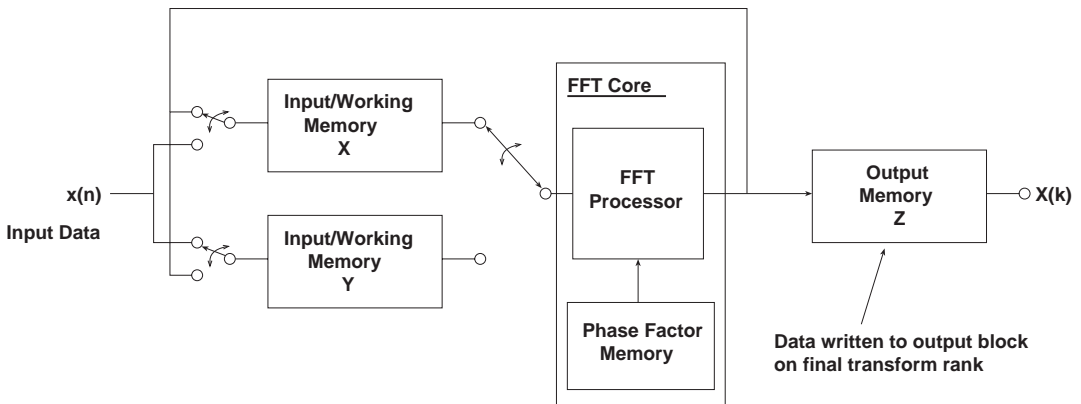 x(n)
Input Data
Input/Working
Memory
X
Input/Working
Memory
Y
FFT Core
FFT
Processor
Phase Factor
Memory
Output
Memory
Z
X(k)
Data written to output block
on final transform rank